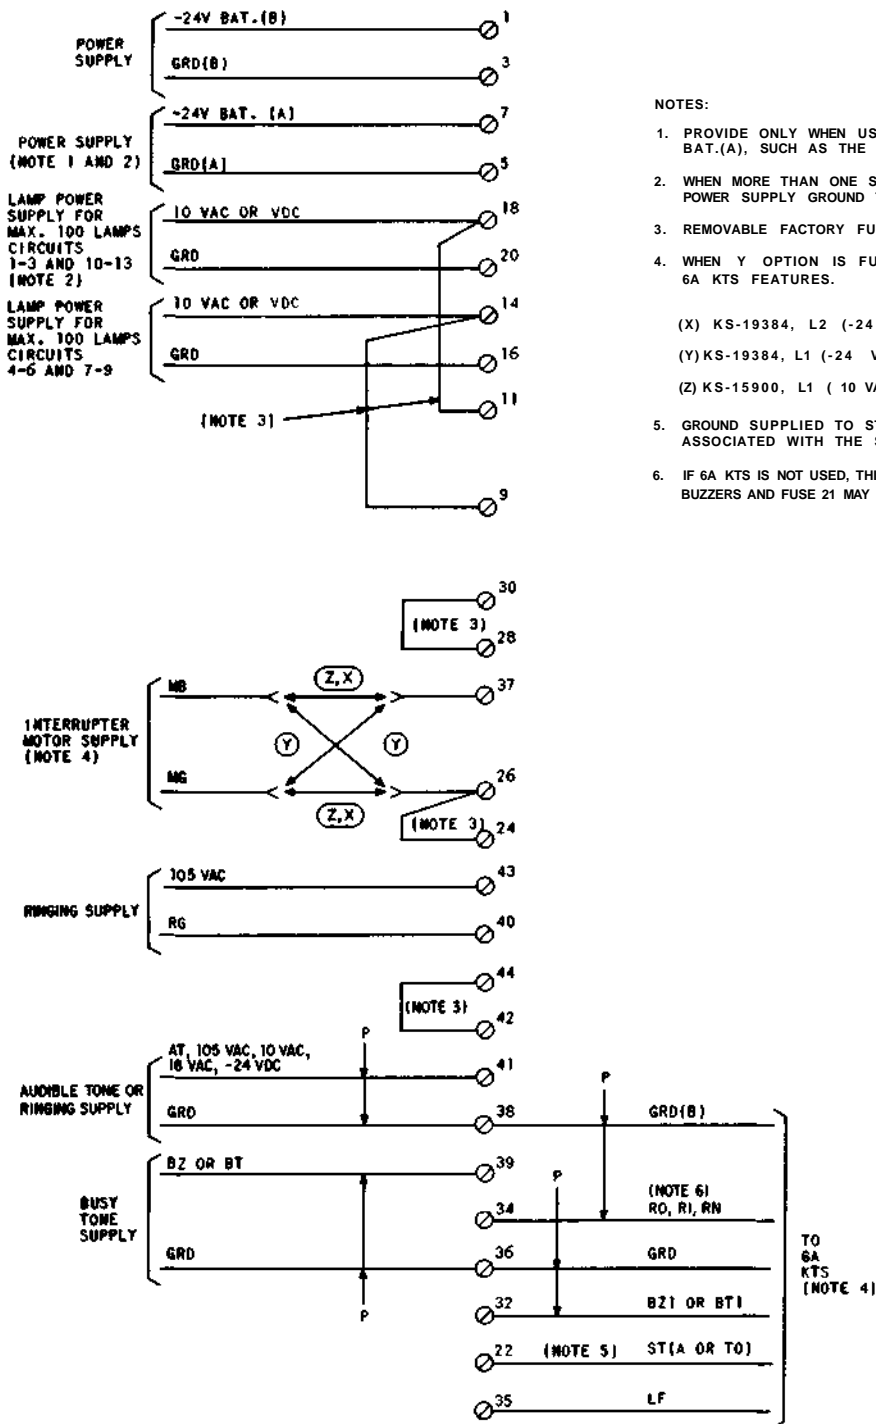 POWER
SUPPLY
-24V BAT.(B)
1
GRD(B)
3
POWER SUPPLY
(NOTE 1 AND 2)
-24V BAT. (A)
7
GRD(A)
5
LAMP POWER
SUPPLY FOR
MAX. 100 LAMPS
CIRCUITS
1-3 AND 10-13
(NOTE 2)
10 VAC OR VDC
18
GRD
20
LAMP POWER
SUPPLY FOR
MAX. 100 LAMPS
CIRCUITS
4-6 AND 7-9
10 VAC OR VDC
14
GRD
16
(NOTE 3)
11
9
NOTES:
1. PROVIDE ONLY WHEN US
BAT.(A), SUCH AS THE
2. WHEN MORE THAN ONE S
POWER SUPPLY GROUND
3. REMOVABLE FACTORY FU
4. WHEN Y OPTION IS FU
6A KTS FEATURES.
(X) KS-19384, L2 (-24
(Y) KS-19384, L1 (-24 V
(Z) KS-15900, L1 ( 10 VA
5. GROUND SUPPLIED TO ST
ASSOCIATED WITH THE S
6. IF 6A KTS IS NOT USED, THE
BUZZERS AND FUSE 21 MAY
30
(NOTE 3)
28
INTERRUPTER
MOTOR SUPPLY
(NOTE 4)
MB
Z,X
37
Y
Y
MG
26
Z,X
(NOTE 3)
24
RINGING SUPPLY
105 VAC
43
RG
40
44
(NOTE 3)
42
AUDIBLE TONE OR
RINGING SUPPLY
AT, 105 VAC, 10 VAC,
18 VAC, -24 VDC
P
41
GRD
38
P
GRD(B)
BUSY
TONE
SUPPLY
BZ OR BT
39
P
34
(NOTE 6)
RO, RI, RN
GRD
36
GRD
P
32
BZ1 OR BT1
22
(NOTE 5)
ST(A OR TO)
35
LF
TO
6A
KTS
(NOTE 4)